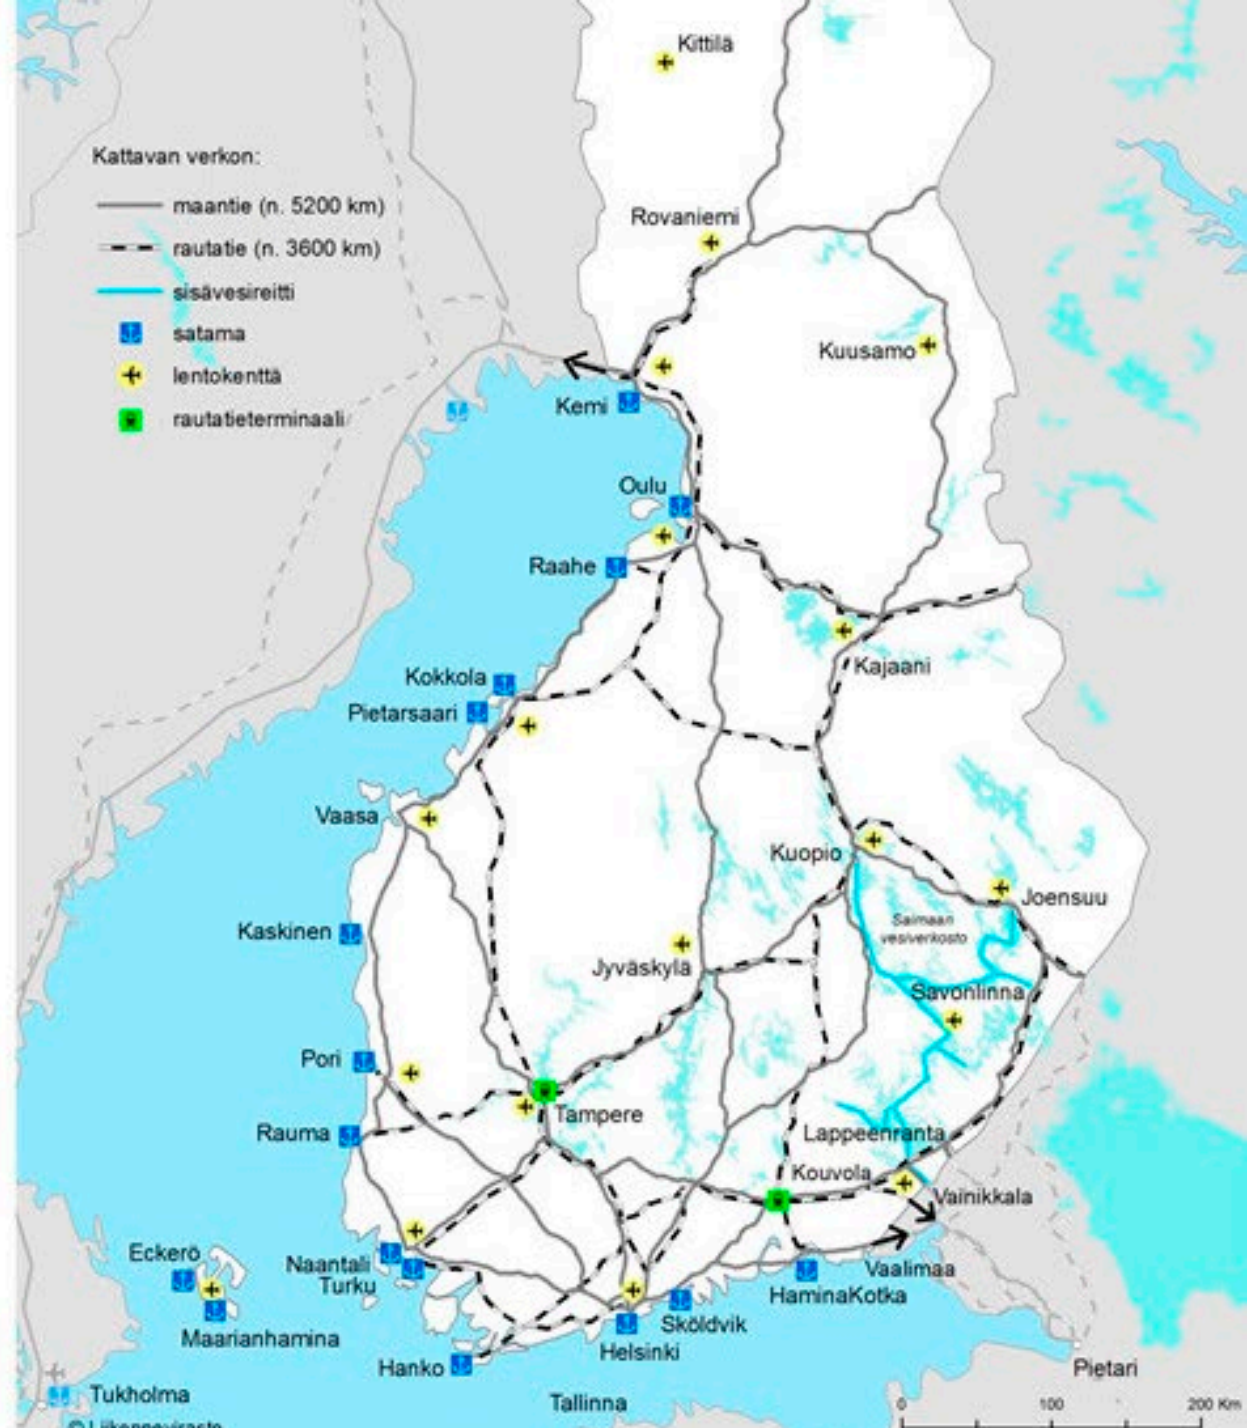 Kittilä
Kattavan verkon:
maantie (n. 5200 km)
rautatie (n. 3600 km)
sisävesireitti
satama
lentokenttä
rautatieterminaali
Rovaniemi
Kuusamo
Kemi
Oulu
Raahe
Kajaani
Kokkola
Pietarsaari
Vaasa
Kuopio
Joensuu
Saimaan
vesiverkosto
Kaskinen
Jyväskylä
Savonlinna
Pori
Tampere
Rauma
Lappeenranta
Kouvola
Vainikkala
Eckerö
Naantali
Turku
Vaalimaa
HaminaKotka
Maarianhamina
Sköldvik
Helsinki
Hanko
Pietari
Tukholma
Tallinna
0 100 200 Km
© Liikennevirasto